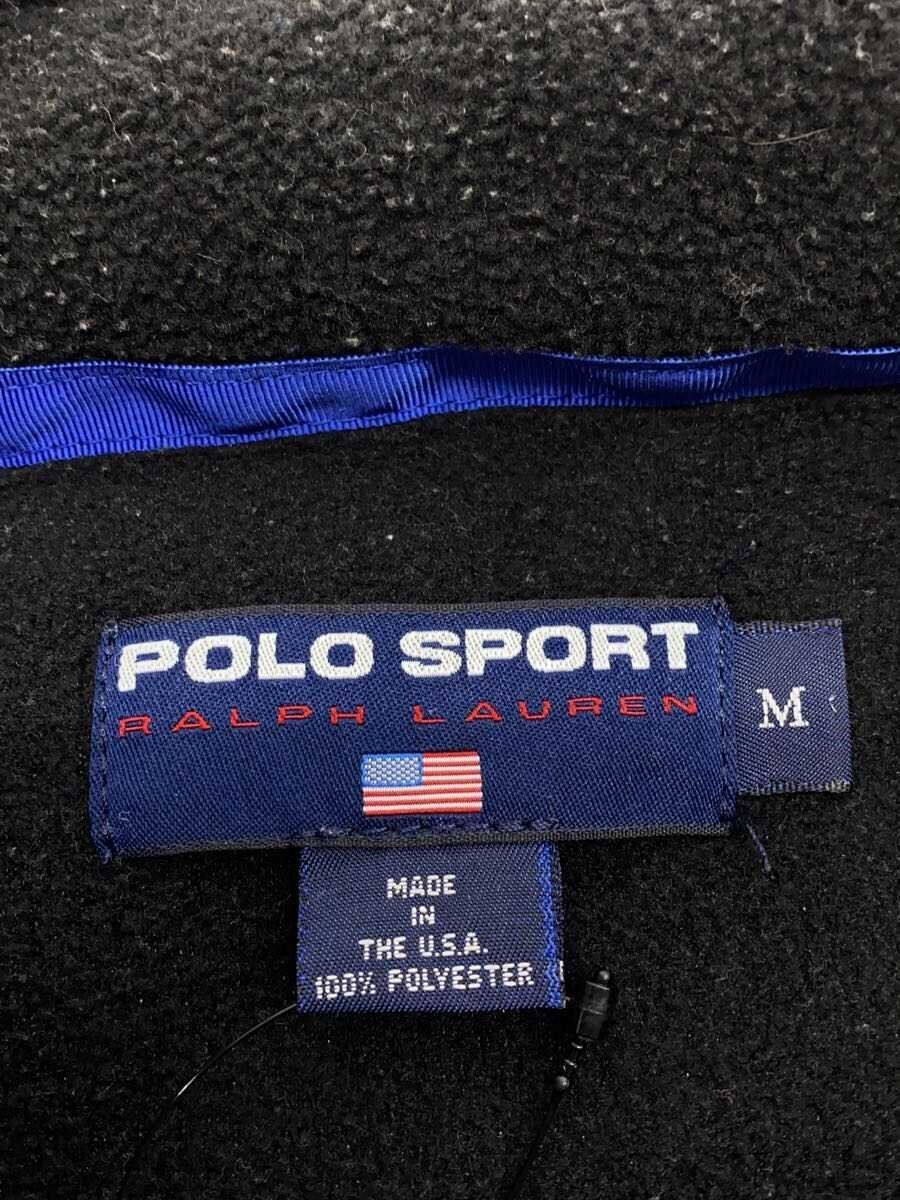 POLO SPORT
RALPH LAUREN
M
MADE
IN
THE U.S.A.
100% POLYESTER